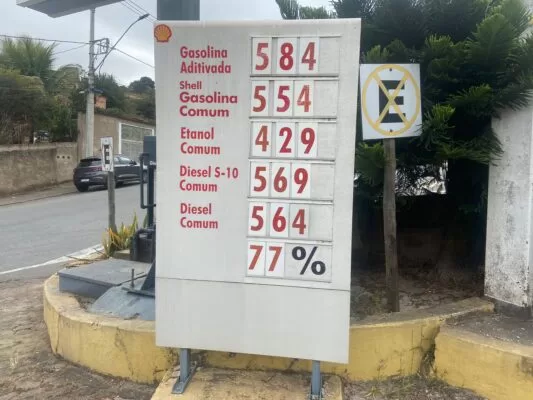 Gasolina
Aditivada 584
Shell
Gasolina
Comum 554
Etanol
Comum 429
Diesel S-10
Comum 569
Diesel
Comum 564
77%
E
E